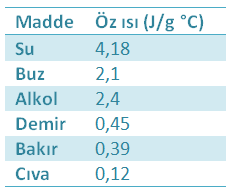 Madde Öz ısı (J/g °C)
Su 4,18
Buz 2,1
Alkol 2,4
Demir 0,45
Bakır 0,39
Cıva 0,12